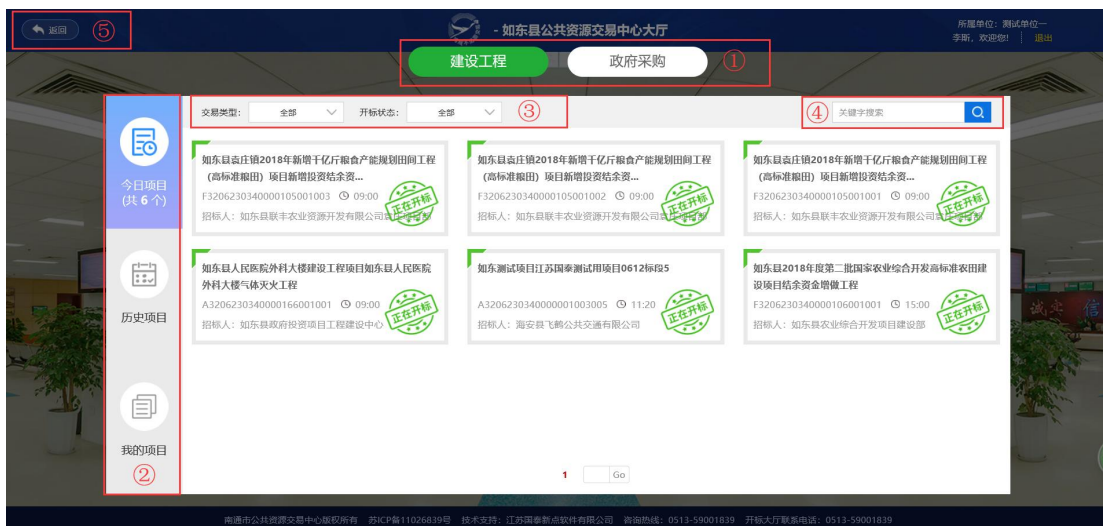 返回
⑤
- 如东县公共资源交易中心大厅
所属单位：测试单位一
李昕，欢迎您！ 退出
建设工程
政府采购
①
交易类型： 全部 开标状态： 全部 ③
④ 关键字搜索
今日项目
(共 6 个)
历史项目
我的项目
②
如东县袁庄镇2018年新增千亿斤粮食产能规划田间工程
（高标准粮田）项目新增投资结余资...
F3206230340000105001003 09:00
招标人：如东县联丰农业资源开发有限公司袁庄项目部
正在开标
如东县袁庄镇2018年新增千亿斤粮食产能规划田间工程
（高标准粮田）项目新增投资结余资...
F3206230340000105001002 09:00
招标人：如东县联丰农业资源开发有限公司袁庄项目部
正在开标
如东县袁庄镇2018年新增千亿斤粮食产能规划田间工程
（高标准粮田）项目新增投资结余资...
F3206230340000105001001 09:00
招标人：如东县联丰农业资源开发有限公司袁庄项目部
正在开标
如东县人民医院外科大楼建设工程项目如东县人民医院
外科大楼气体灭火工程
A3206230340000166001001 09:00
招标人：如东县政府投资项目工程建设中心
正在开标
如东测试项目江苏国泰测试用项目0612标段5
A3206230340000001003005 11:20
招标人：海安县飞鹤公共交通有限公司
正在开标
如东县2018年度第二批国家农业综合开发高标准农田建
设项目结余资金增做工程
F3206230340000106001001 15:00
招标人：如东县农业综合开发项目建设部
正在开标
诚実 信
1 Go
南通市公共资源交易中心版权所有 苏ICP备11026839号 技术支持：江苏国泰新点软件有限公司 咨询热线：0513-59001839 开标大厅联系电话：0513-59001839